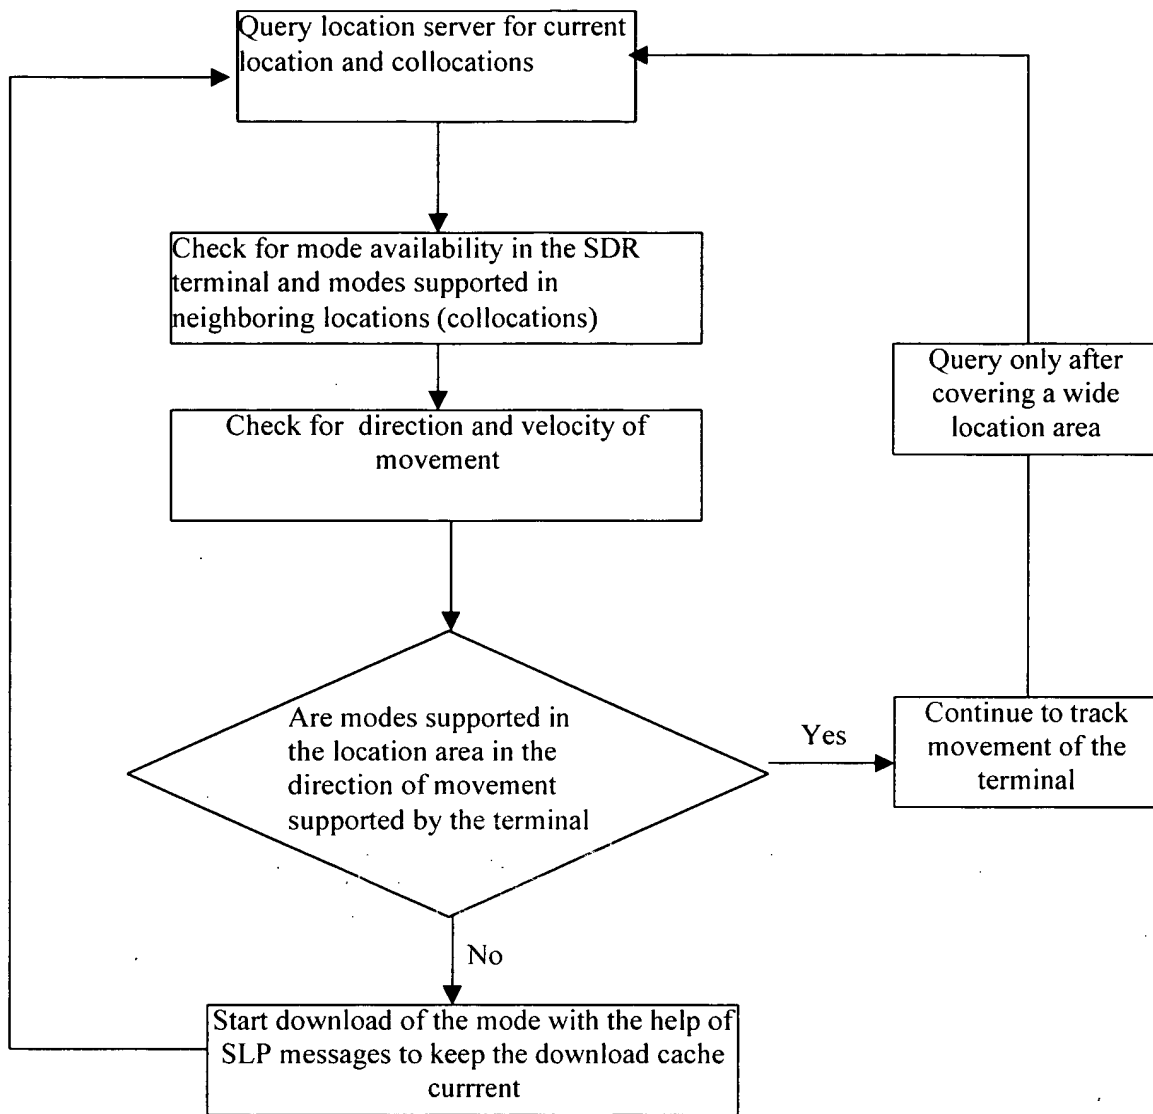 Query location server for current
location and collocations
Check for mode availability in the SDR
terminal and modes supported in
neighboring locations (collocations)
Query only after
covering a wide
location area
Check for direction and velocity of
movement
Are modes supported in
the location area in the
direction of movement
supported by the terminal
Yes
Continue to track
movement of the
terminal
No
Start download of the mode with the help of
SLP messages to keep the download cache
currrent